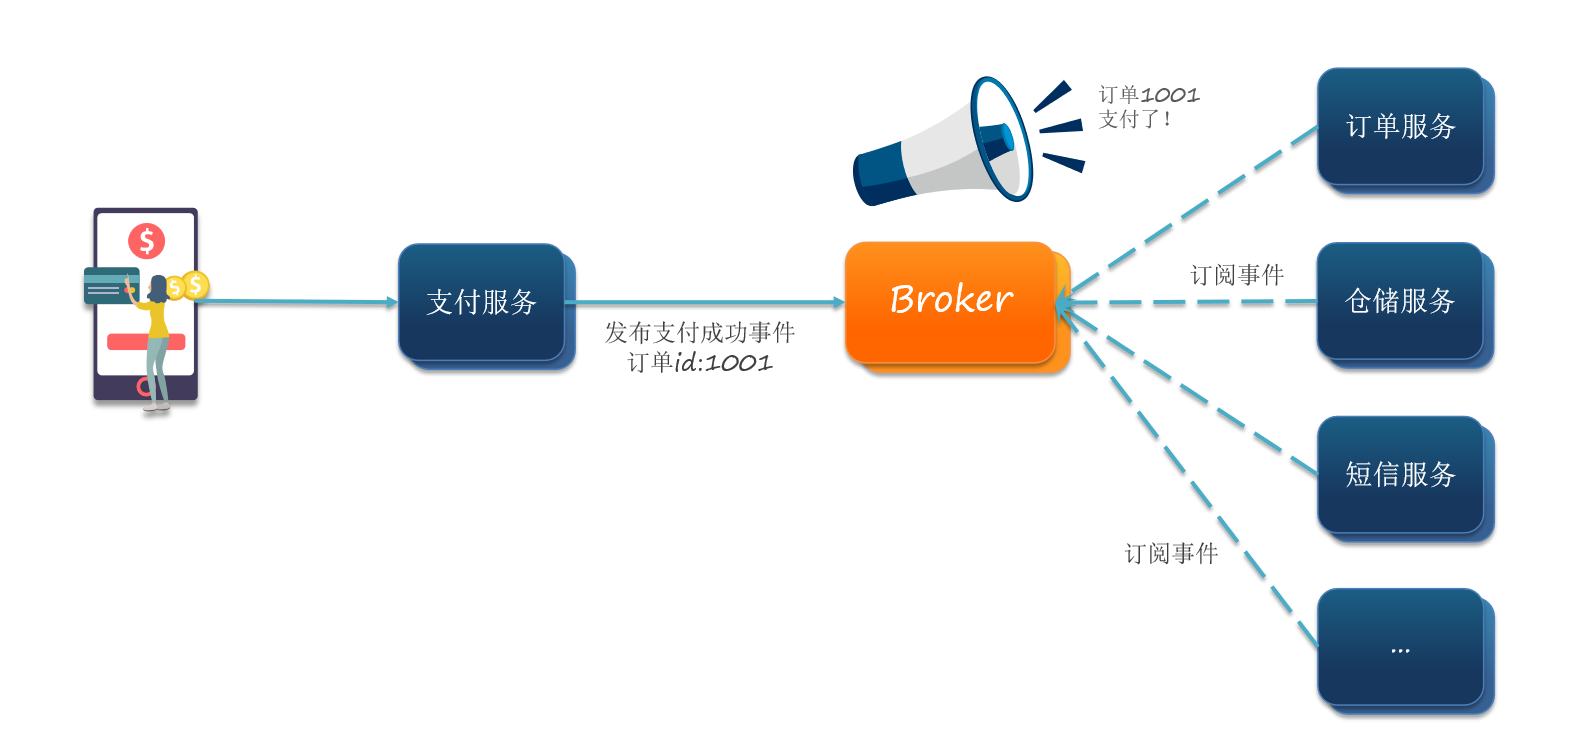 订单1001
支付了!
订单服务
订阅事件
仓储服务
支付服务
Broker
发布支付成功事件
订单id:1001
短信服务
订阅事件
...
$
$
$